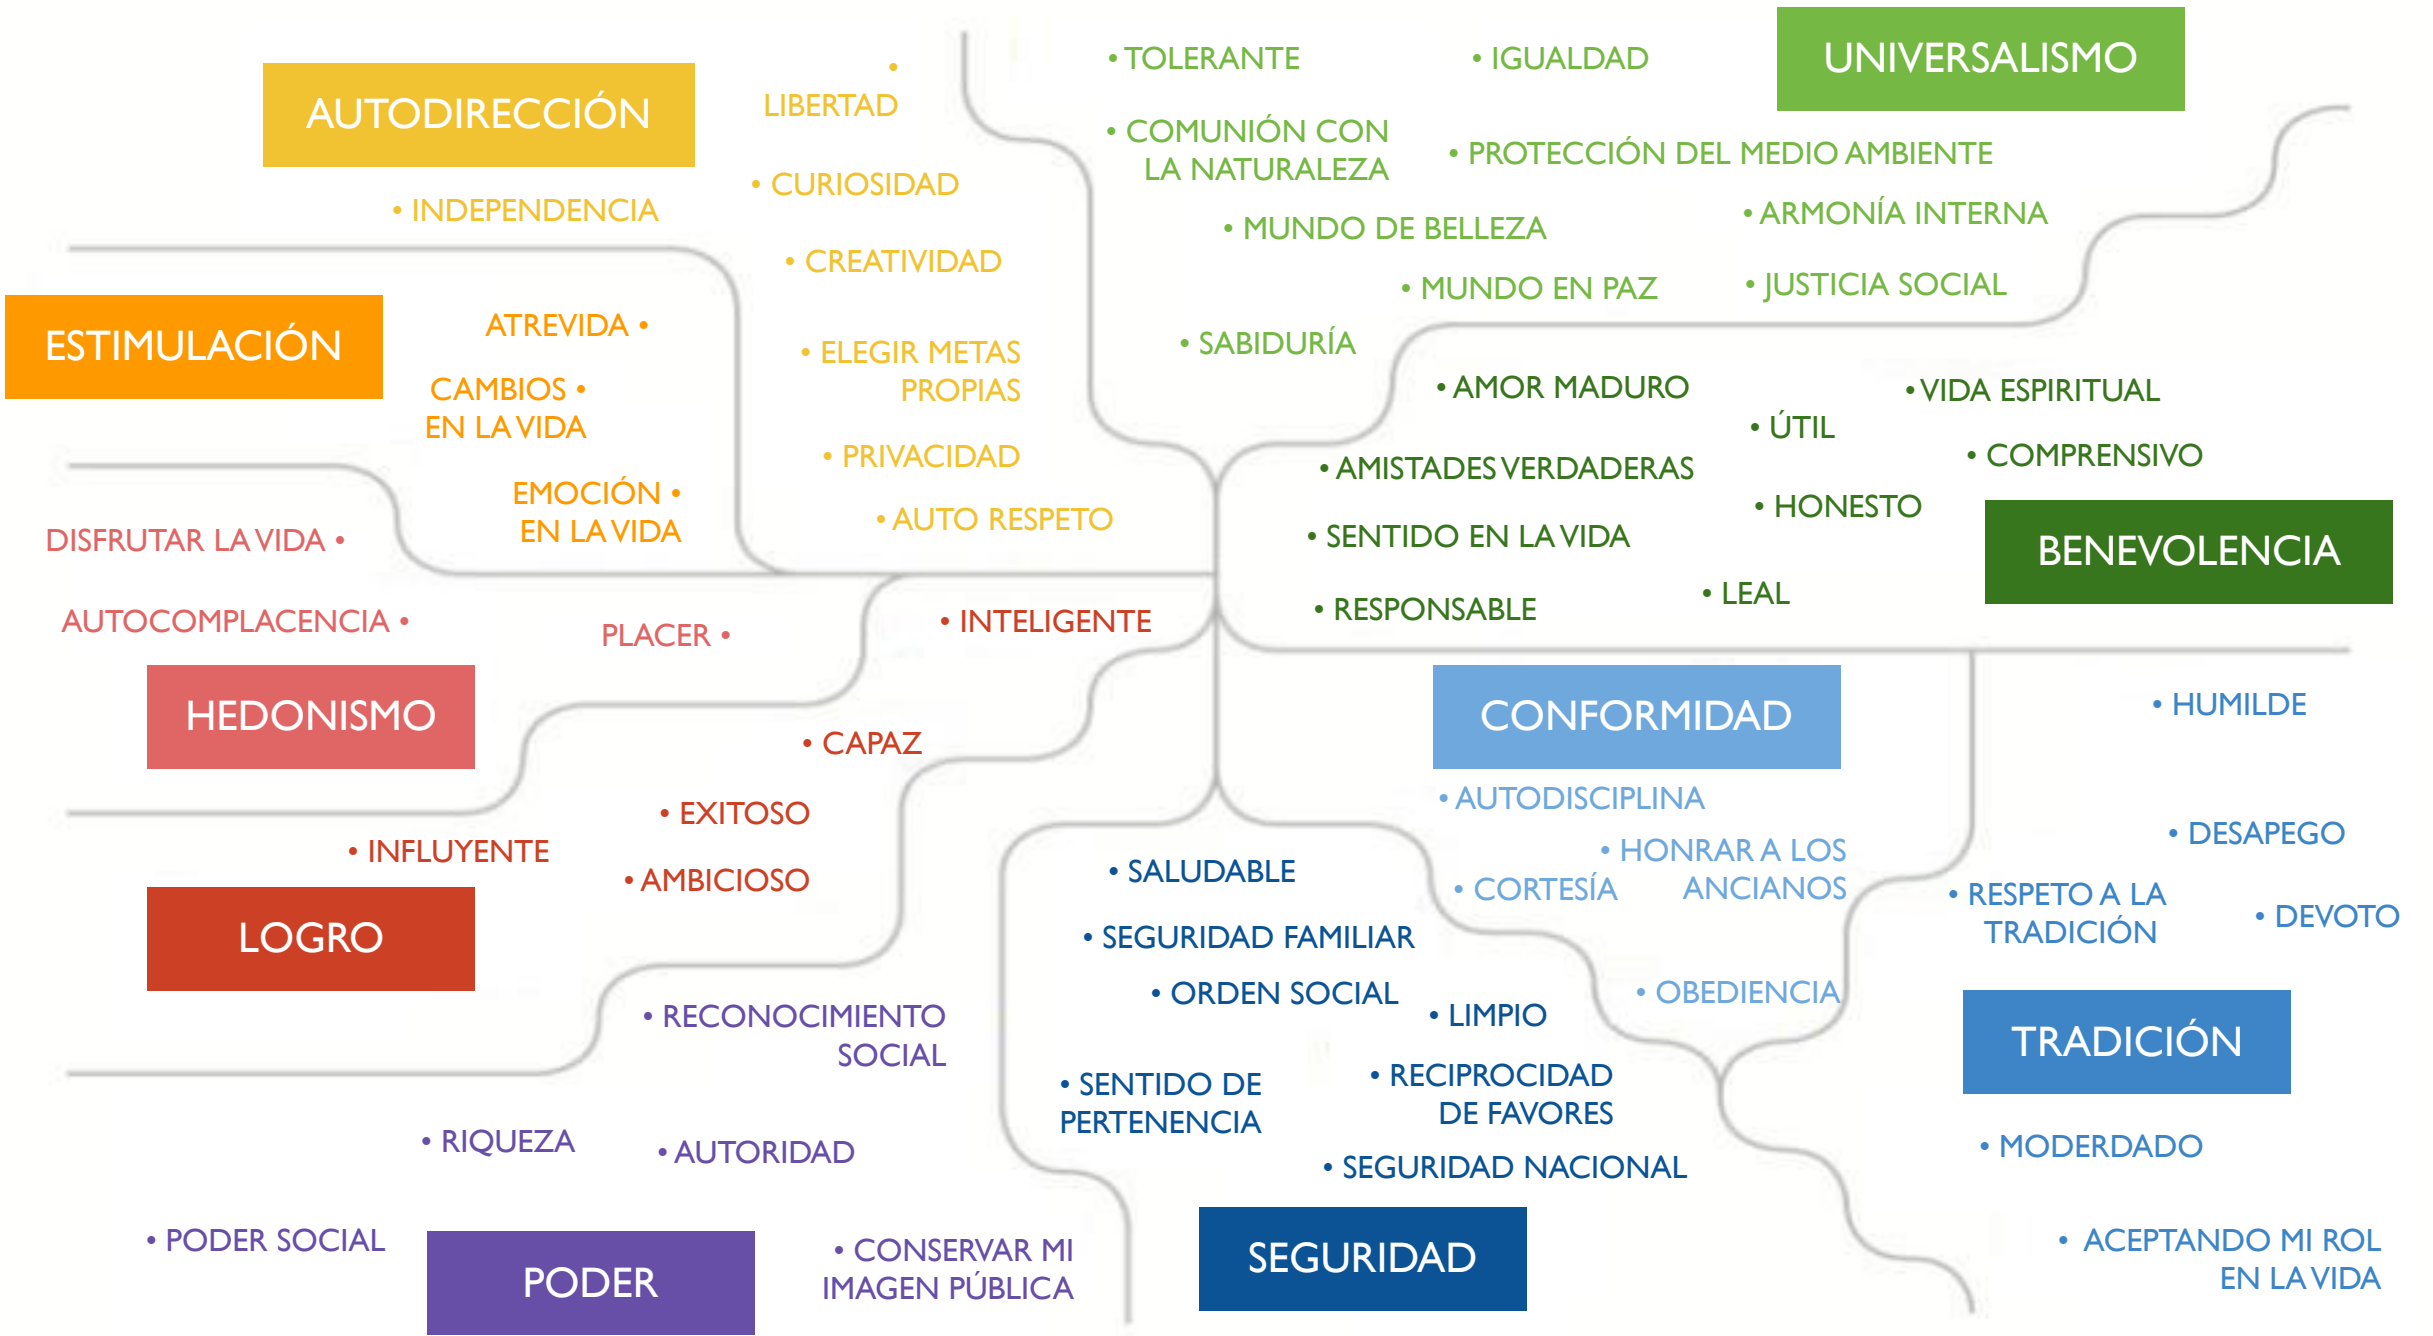 AUTODIRECCIÓN
•
LIBERTAD
• CURIOSIDAD
• INDEPENDENCIA
• CREATIVIDAD
• ELEGIR METAS
PROPIAS
• PRIVACIDAD
• AUTO RESPETO
UNIVERSALISMO
• TOLERANTE
• IGUALDAD
• COMUNIÓN CON
LA NATURALEZA
• PROTECCIÓN DEL MEDIO AMBIENTE
• MUNDO DE BELLEZA
• ARMONÍA INTERNA
• MUNDO EN PAZ
• JUSTICIA SOCIAL
• SABIDURÍA
ESTIMULACIÓN
ATREVIDA •
CAMBIOS •
EN LA VIDA
EMOCIÓN •
EN LA VIDA
• AMOR MADURO
• VIDA ESPIRITUAL
• ÚTIL
• COMPRENSIVO
• AMISTADES VERDADERAS
• HONESTO
• SENTIDO EN LA VIDA
• LEAL
• RESPONSABLE
BENEVOLENCIA
DISFRUTAR LA VIDA •
AUTOCOMPLACENCIA •
PLACER •
HEDONISMO
• INTELIGENTE
• CAPAZ
• EXITOSO
• INFLUYENTE
• AMBICIOSO
LOGRO
CONFORMIDAD
• AUTODISCIPLINA
• HONRAR A LOS
ANCIANOS
• CORTESÍA
• OBEDIENCIA
• HUMILDE
• DESAPEGO
• RESPETO A LA
TRADICIÓN
• DEVOTO
TRADICIÓN
• MODERDADO
• ACEPTANDO MI ROL
EN LA VIDA
• SALUDABLE
• SEGURIDAD FAMILIAR
• ORDEN SOCIAL
• LIMPIO
• SENTIDO DE
PERTENENCIA
• RECIPROCIDAD
DE FAVORES
• SEGURIDAD NACIONAL
SEGURIDAD
• RECONOCIMIENTO
SOCIAL
• RIQUEZA
• AUTORIDAD
• PODER SOCIAL
PODER
• CONSERVAR MI
IMAGEN PÚBLICA